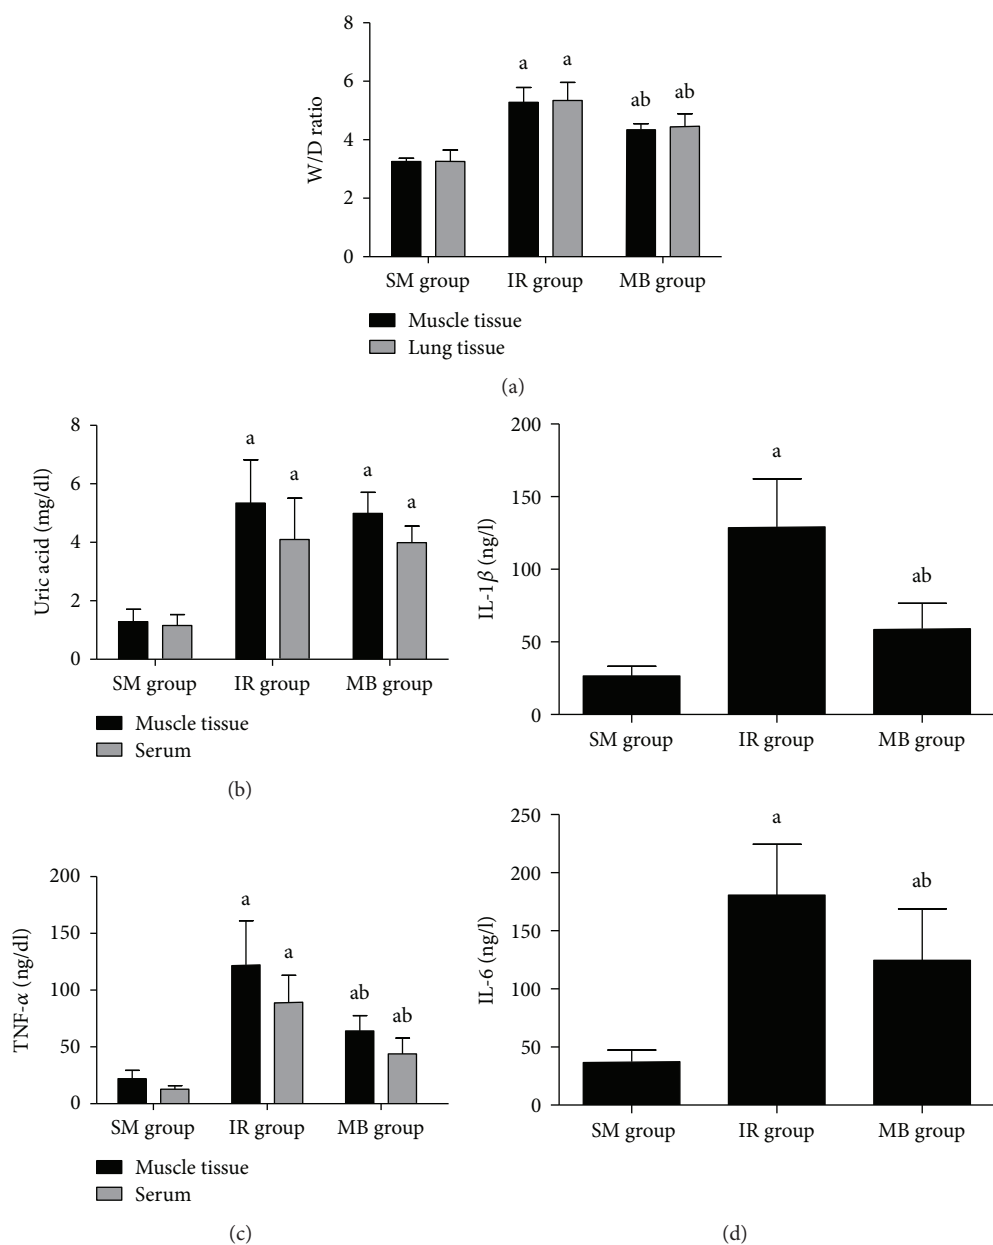 8
6
4
2
0
W/D ratio
a
a
ab
ab
SM group
IR group
MB group
Muscle tissue
Lung tissue
(a)
8
6
4
2
0
Uric acid (mg/dl)
a
a
a
a
SM group
IR group
MB group
Muscle tissue
Serum
(b)
200
150
100
50
0
IL-1β (ng/l)
a
ab
SM group
IR group
MB group
200
150
100
50
0
TNF-α (ng/dl)
a
a
ab
ab
SM group
IR group
MB group
Muscle tissue
Serum
(c)
250
200
150
100
50
0
IL-6 (ng/l)
a
ab
SM group
IR group
MB group
(d)